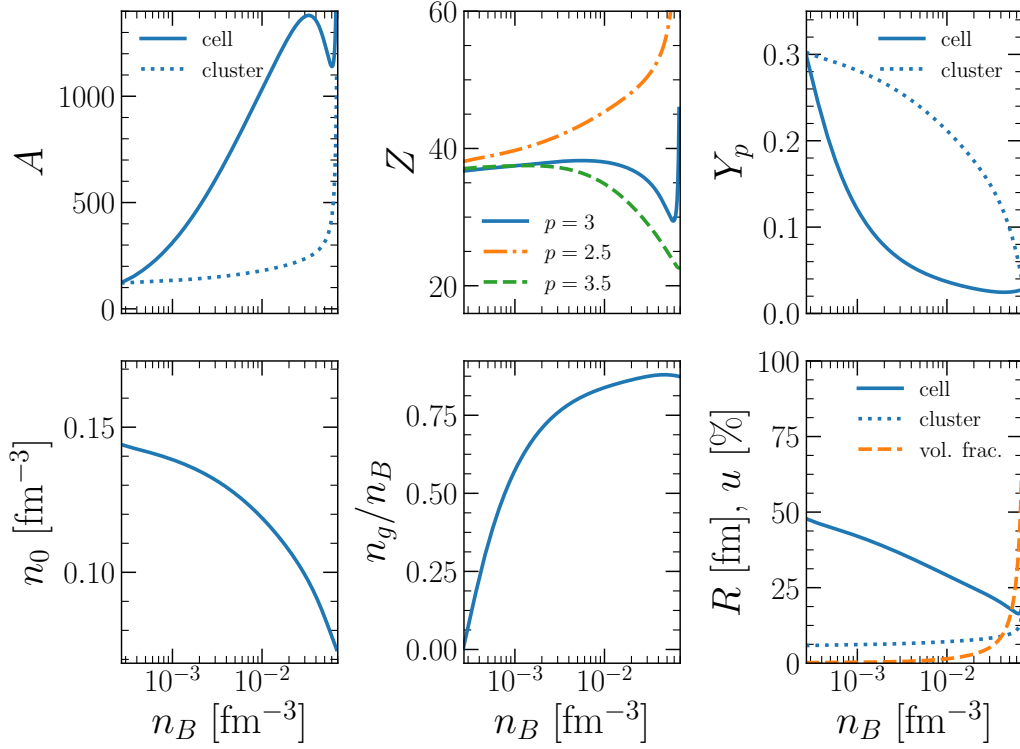 A
1000
500
0
cell
cluster
Z
60
40
20
p = 3
p = 2.5
p = 3.5
Y_p
0.3
0.2
0.1
0.0
cell
cluster
n_0 [fm^{-3}]
0.15
0.10
10^{-3} 10^{-2}
n_B [fm^{-3}]
n_g/n_B
0.75
0.50
0.25
0.00
10^{-3} 10^{-2}
n_B [fm^{-3}]
R [fm], u [%]
100
75
50
25
0
cell
cluster
vol. frac.
10^{-3} 10^{-2}
n_B [fm^{-3}]